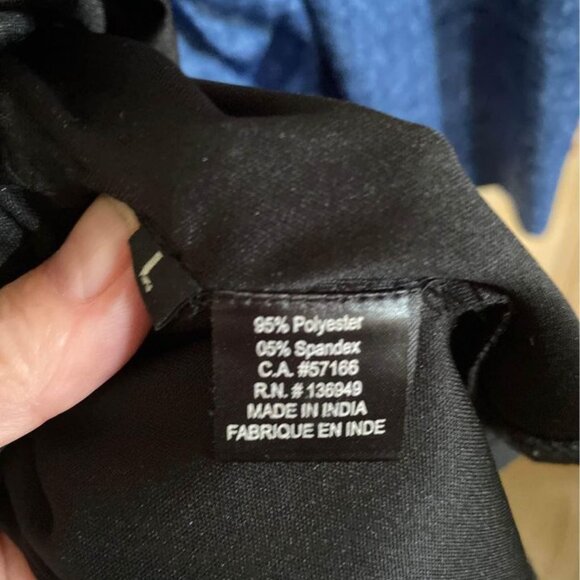 L
95% Polyester
05% Spandex
C.A. #57166
R.N. # 136949
MADE IN INDIA
FABRIQUE EN INDE